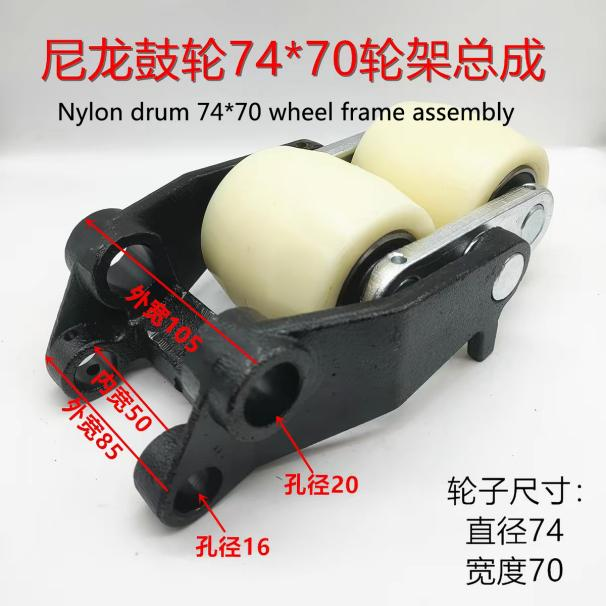 尼龙鼓轮74*70轮架总成
Nylon drum 74*70 wheel frame assembly
外宽105
内宽50
外宽85
孔径20
孔径16
轮子尺寸:
直径74
宽度70